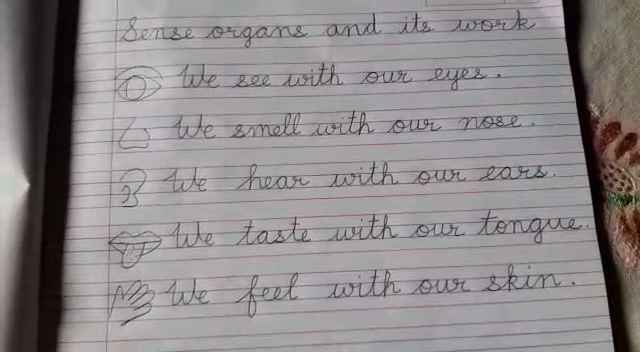 Sense organs and its work
We see with our eyes.
We smell with our nose.
We hear with our ears.
We taste with our tongue.
We feel with our skin.